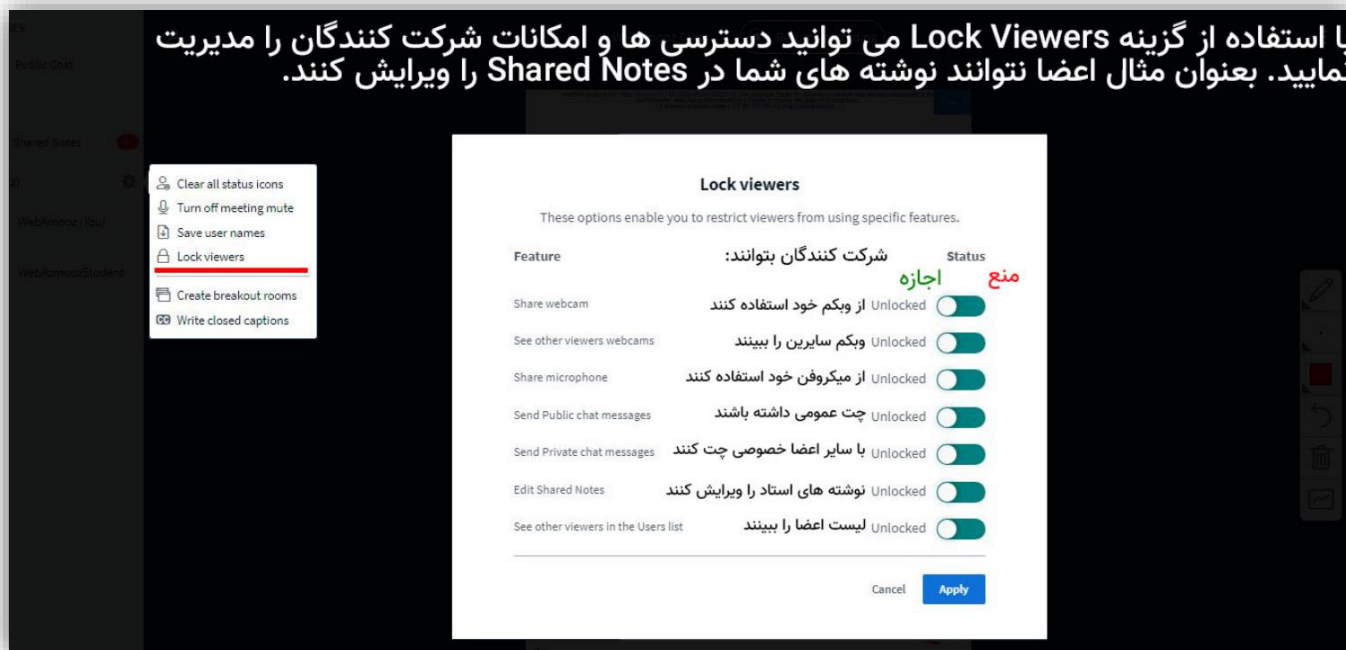 با استفاده از گزینه Lock Viewers می توانید دسترسی ها و امکانات شرکت کنندگان را مدیریت
نمایید. بعنوان مثال اعضا نتوانند نوشته های شما در Shared Notes را ویرایش کنند.
Public Chat
Shared Notes
WebAmooz (You)
WebAmoozStudent
Clear all status icons
Turn off meeting mute
Save user names
Lock viewers
Create breakout rooms
Write closed captions
Lock viewers
These options enable you to restrict viewers from using specific features.
Feature شرکت کنندگان بتوانند: Status
اجازه منع
Share webcam از وبکم خود استفاده کنند Unlocked
See other viewers webcams وبکم سایرین را ببینند Unlocked
Share microphone از میکروفن خود استفاده کنند Unlocked
Send Public chat messages چت عمومی داشته باشند Unlocked
Send Private chat messages با سایر اعضا خصوصی چت کنند Unlocked
Edit Shared Notes نوشته های استاد را ویرایش کنند Unlocked
See other viewers in the Users list لیست اعضا را ببینند Unlocked
Cancel Apply